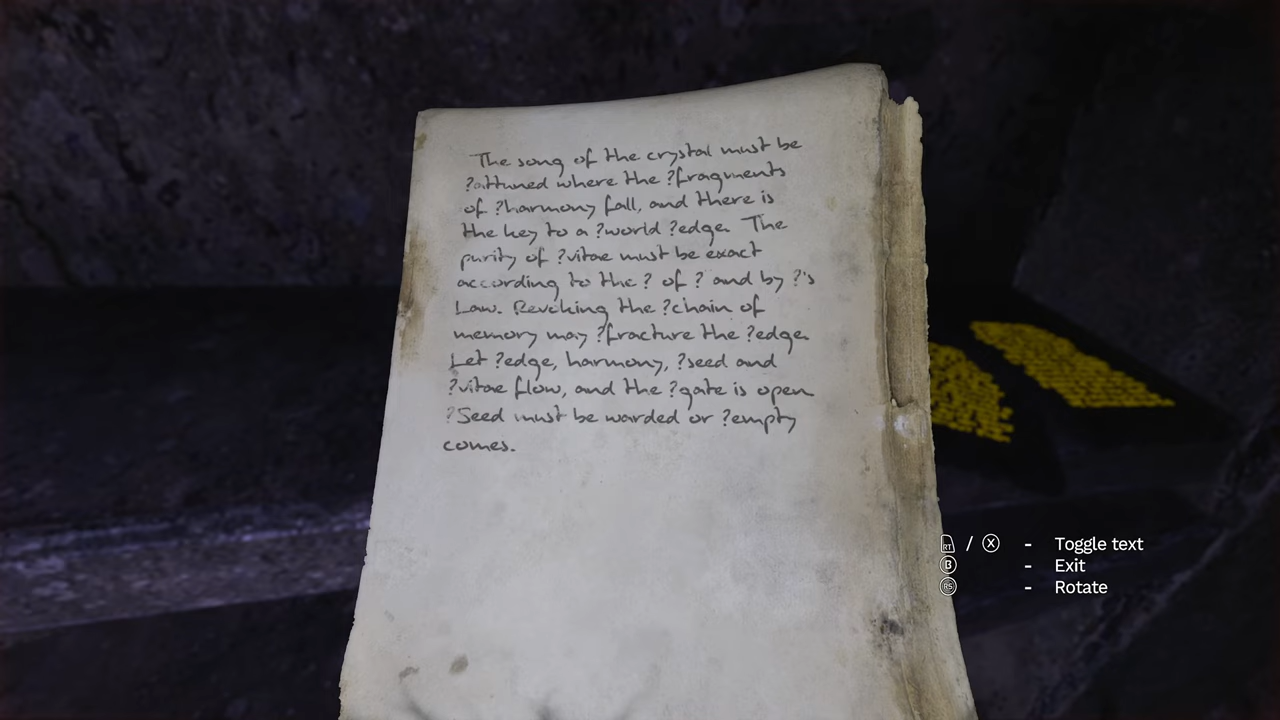 The song of the crystal must be
?attuned where the ?fragments
of ?harmony fall, and there is
the key to a ?world ?edge. The
purity of ?vitae must be exact
according to the ? of ? and by ?'s
Law. Revoking the ?chain of
memory may ?fracture the ?edge.
Let ?edge, harmony, ?seed and
?vitae flow, and the ?gate is open
?Seed must be warded or ?empty
comes.
RT / X - Toggle text
B - Exit
RS - Rotate